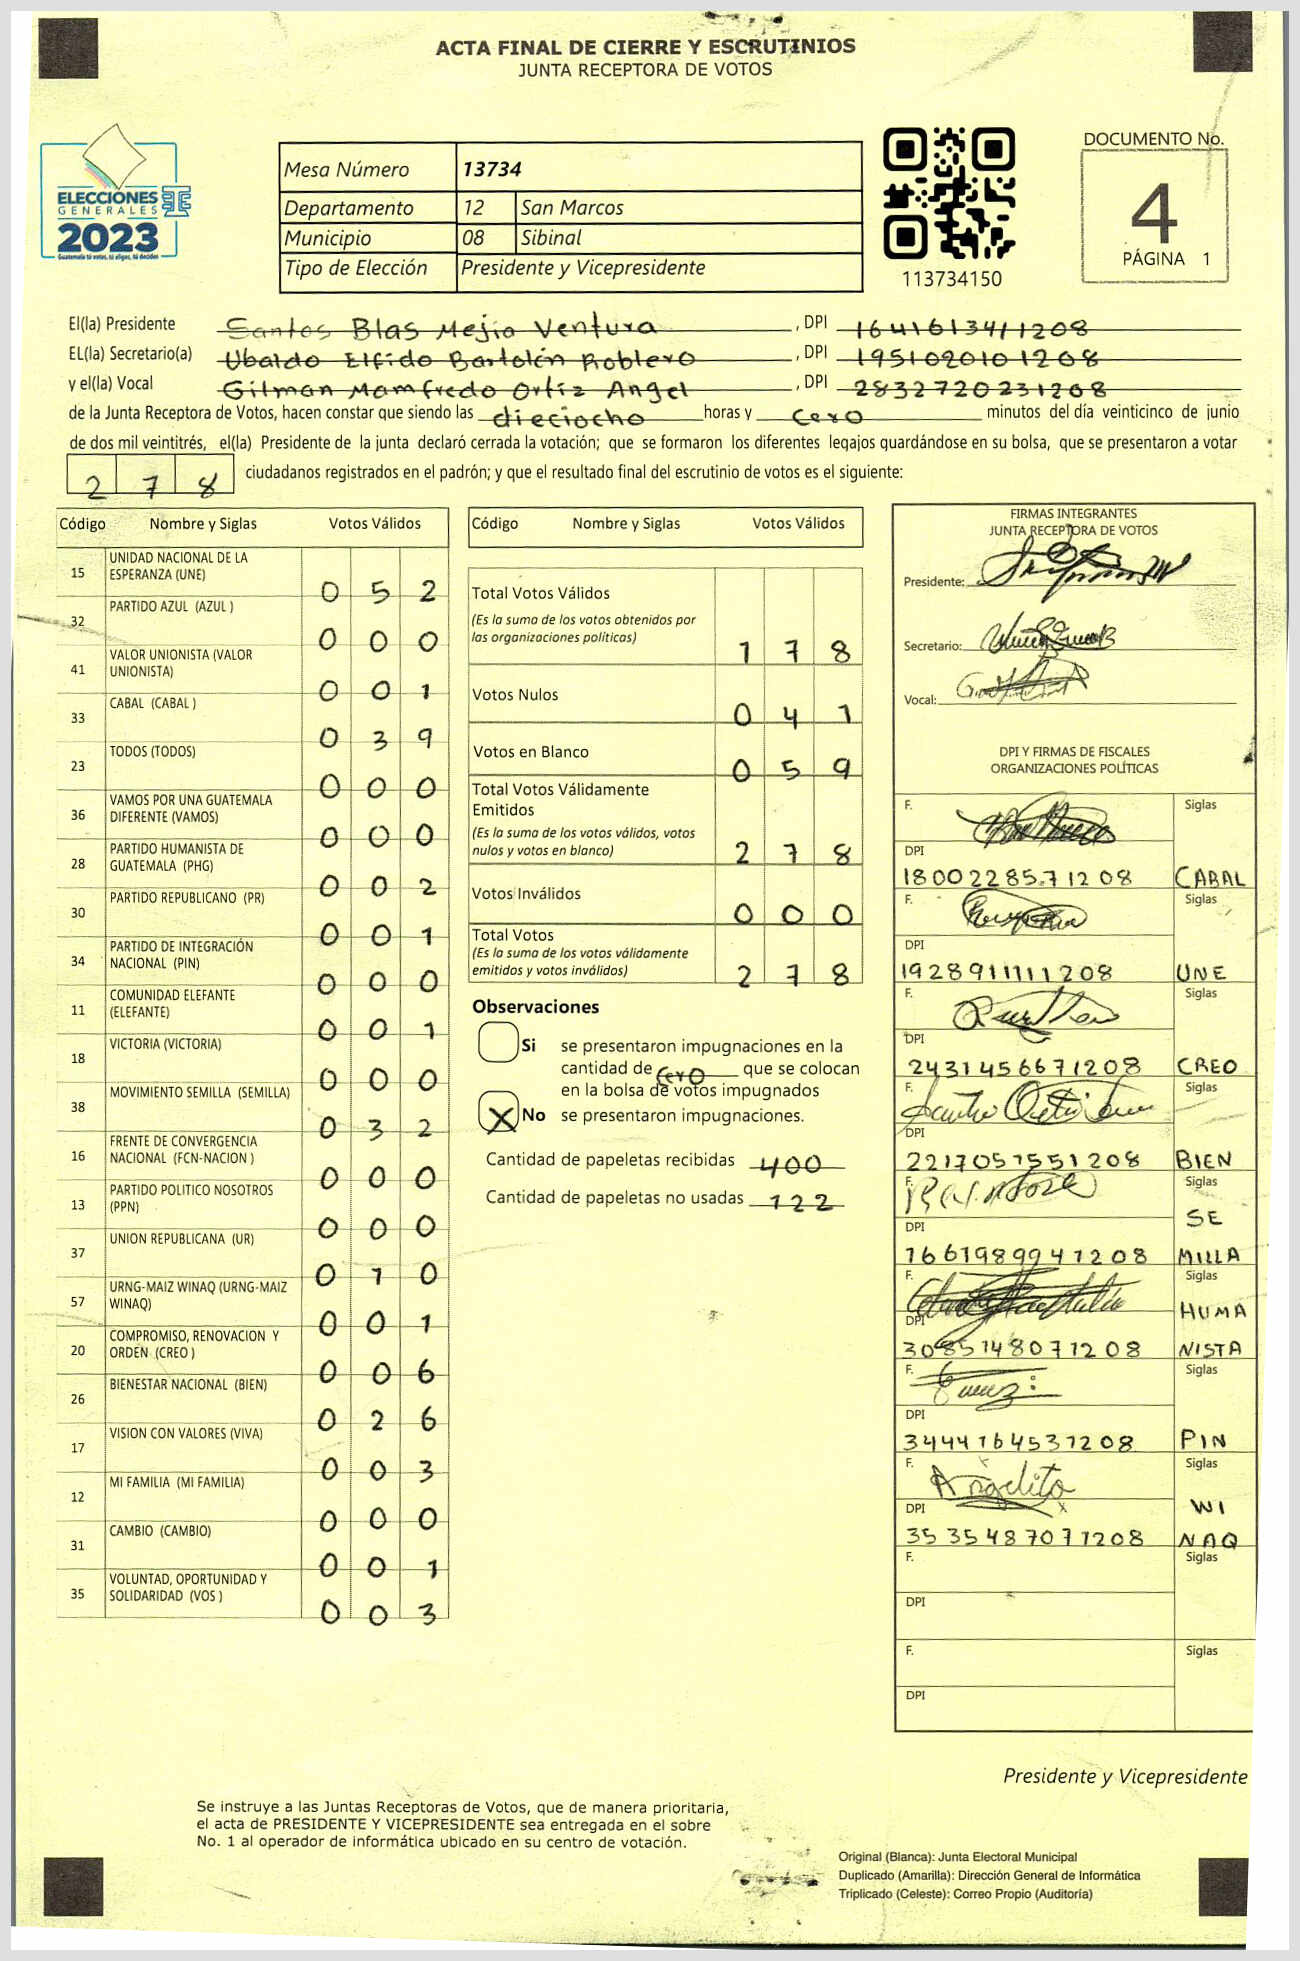 ACTA FINAL DE CIERRE Y ESCRUTINIOS
JUNTA RECEPTORA DE VOTOS
ELECCIONES
GENERALES
2023
Guatemala tú votas, tú eliges, tú decides
Mesa Número 13734
Departamento 12 San Marcos
Municipio 08 Sibinal
Tipo de Elección Presidente y Vicepresidente
113734150
DOCUMENTO No.
4
PÁGINA 1
El(la) Presidente Santos Blas Mejia Ventura, DPI 1641613411208
EL(la) Secretario(a) Ubaldo Elfido Bartolón Roblero, DPI 1951020101208
y el(la) Vocal Gilman Mamfredo Ortiz Angel, DPI 2832720231208
de la Junta Receptora de Votos, hacen constar que siendo las dieciocho horas y cero minutos del día veinticinco de junio
de dos mil veintitrés, el(la) Presidente de la junta declaró cerrada la votación; que se formaron los diferentes legajos guardándose en su bolsa, que se presentaron a votar
278 ciudadanos registrados en el padrón; y que el resultado final del escrutinio de votos es el siguiente:
Código Nombre y Siglas Votos Válidos
15 UNIDAD NACIONAL DE LA ESPERANZA (UNE) 0 5 2
32 PARTIDO AZUL (AZUL ) 0 0 0
41 VALOR UNIONISTA (VALOR UNIONISTA) 0 0 1
33 CABAL (CABAL ) 0 3 9
23 TODOS (TODOS) 0 0 0
36 VAMOS POR UNA GUATEMALA DIFERENTE (VAMOS) 0 0 0
28 PARTIDO HUMANISTA DE GUATEMALA (PHG) 0 0 2
30 PARTIDO REPUBLICANO (PR) 0 0 1
34 PARTIDO DE INTEGRACIÓN NACIONAL (PIN) 0 0 0
11 COMUNIDAD ELEFANTE (ELEFANTE) 0 0 1
18 VICTORIA (VICTORIA) 0 0 0
38 MOVIMIENTO SEMILLA (SEMILLA) 0 3 2
16 FRENTE DE CONVERGENCIA NACIONAL (FCN-NACION ) 0 0 0
13 PARTIDO POLITICO NOSOTROS (PPN) 0 0 0
37 UNION REPUBLICANA (UR) 0 1 0
57 URNG-MAIZ WINAQ (URNG-MAIZ WINAQ) 0 0 1
20 COMPROMISO, RENOVACION Y ORDEN (CREO ) 0 0 6
26 BIENESTAR NACIONAL (BIEN) 0 2 6
17 VISION CON VALORES (VIVA) 0 0 3
12 MI FAMILIA (MI FAMILIA) 0 0 0
31 CAMBIO (CAMBIO) 0 0 1
35 VOLUNTAD, OPORTUNIDAD Y SOLIDARIDAD (VOS ) 0 0 3
Código Nombre y Siglas Votos Válidos
Total Votos Válidos
(Es la suma de los votos obtenidos por
las organizaciones políticas) 1 7 8
Votos Nulos 0 4 1
Votos en Blanco 0 5 9
Total Votos Válidamente
Emitidos
(Es la suma de los votos válidos, votos
nulos y votos en blanco) 2 7 8
Votos Inválidos 0 0 0
Total Votos
(Es la suma de los votos válidamente
emitidos y votos inválidos) 2 7 8
Observaciones
Si se presentaron impugnaciones en la
cantidad de cero que se colocan
en la bolsa de votos impugnados
X No se presentaron impugnaciones.
Cantidad de papeletas recibidas 400
Cantidad de papeletas no usadas 122
FIRMAS INTEGRANTES
JUNTA RECEPTORA DE VOTOS
Presidente:
Secretario:
Vocal:
DPI Y FIRMAS DE FISCALES
ORGANIZACIONES POLÍTICAS
F. Siglas
DPI
1800228571208 CABAL
F. Siglas
DPI
1928911111208 UNE
F. Siglas
DPI
2431456671208 CREO
F. Siglas
DPI
2217057551208 BIEN
F. Siglas
DPI SE
1661989941208 MILLA
F. Siglas
DPI HUMA
3085148071208 NISTA
F. Siglas
DPI
3444164531208 PIN
F. Angelito Siglas
DPI WI
3535487071208 NAQ
F. Siglas
DPI
F. Siglas
DPI
Presidente y Vicepresidente
Se instruye a las Juntas Receptoras de Votos, que de manera prioritaria,
el acta de PRESIDENTE Y VICEPRESIDENTE sea entregada en el sobre
No. 1 al operador de informática ubicado en su centro de votación.
Original (Blanca): Junta Electoral Municipal
Duplicado (Amarilla): Dirección General de Informática
Triplicado (Celeste): Correo Propio (Auditoría)